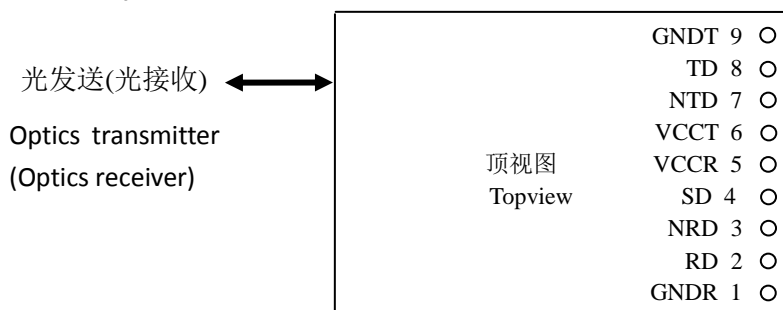 光发送(光接收)
Optics transmitter
(Optics receiver)
顶视图
Topview
GNDT 9
TD 8
NTD 7
VCCT 6
VCCR 5
SD 4
NRD 3
RD 2
GNDR 1